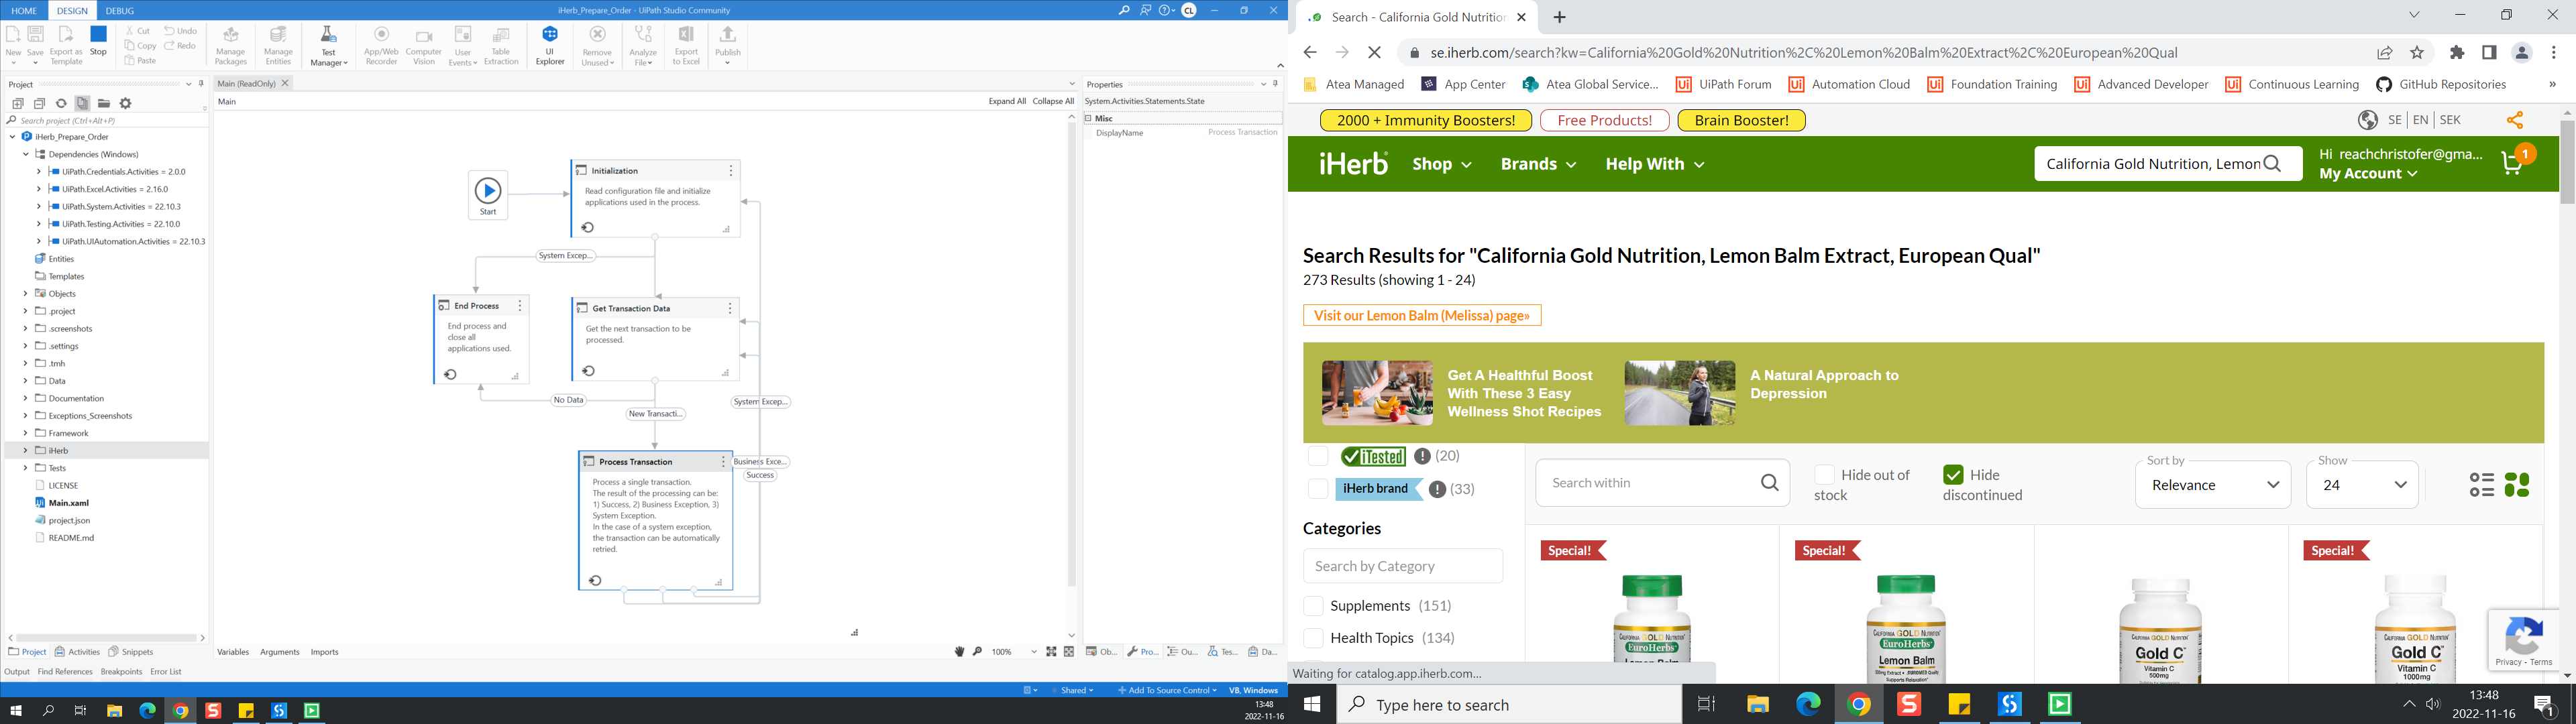 HOME DESIGN DEBUG
iHerb_Prepare_Order - UiPath Studio Community
CL
New
Save
Export as Template
Stop
Cut
Copy
Paste
Undo
Redo
Manage Packages
Manage Entities
Test Manager
App/Web Recorder
Computer Vision
User Events
Table Extraction
UI Explorer
Remove Unused
Analyze File
Export to Excel
Publish
Project
Search project (Ctrl+Alt+P)
iHerb_Prepare_Order
Dependencies (Windows)
UiPath.Credentials.Activities = 2.0.0
UiPath.Excel.Activities = 2.16.0
UiPath.System.Activities = 22.10.3
UiPath.Testing.Activities = 22.10.0
UiPath.UIAutomation.Activities = 22.10.3
Entities
Templates
Objects
.project
.screenshots
.settings
.tmh
Data
Documentation
Exceptions_Screenshots
Framework
iHerb
Tests
LICENSE
Main.xaml
project.json
README.md
Project Activities Snippets
Output Find References Breakpoints Error List
Main (ReadOnly)
Main
Expand All Collapse All
Start
Initialization
Read configuration file and initialize
applications used in the process.
System Excep...
End Process
End process and
close all
applications used.
Get Transaction Data
Get the next transaction to be
processed.
No Data
New Transacti...
System Excep...
Process Transaction
Business Exce...
Success
Process a single transaction.
The result of the processing can be:
1) Success, 2) Business Exception, 3)
System Exception.
In the case of a system exception,
the transaction can be automatically
retried.
Variables Arguments Imports
100%
Properties
System.Activities.Statements.State
Misc
DisplayName Process Transaction
Ob... Pro... Ou... Tes... Da...
Shared
Add To Source Control
VB, Windows
13:48
2022-11-16
Search - California Gold Nutrition
se.iherb.com/search?kw=California%20Gold%20Nutrition%2C%20Lemon%20Balm%20Extract%2C%20European%20Qual
Atea Managed
App Center
Atea Global Service...
UiPath Forum
Automation Cloud
Foundation Training
Advanced Developer
Continuous Learning
GitHub Repositories
2000 + Immunity Boosters!
Free Products!
Brain Booster!
SE | EN | SEK
iHerb
Shop
Brands
Help With
California Gold Nutrition, Lemon
Hi reachchristofer@gma...
My Account
1
Search Results for "California Gold Nutrition, Lemon Balm Extract, European Qual"
273 Results (showing 1 - 24)
Visit our Lemon Balm (Melissa) page»
Get A Healthful Boost
With These 3 Easy
Wellness Shot Recipes
A Natural Approach to
Depression
iTested (20)
iHerb brand (33)
Categories
Search by Category
Supplements (151)
Health Topics (134)
Search within
Hide out of
stock
Hide
discontinued
Sort by
Relevance
Show
24
Special!
Special!
Special!
CALIFORNIA GOLD NUTRITION
EuroHerbs
Lemon Balm
CALIFORNIA GOLD NUTRITION
EuroHerbs
Lemon Balm
CALIFORNIA GOLD NUTRITION
Gold C
Vitamin C
500mg
CALIFORNIA GOLD NUTRITION
Gold C
Vitamin C
1000mg
Privacy - Terms
Waiting for catalog.app.iherb.com...
Type here to search
13:48
2022-11-16
1